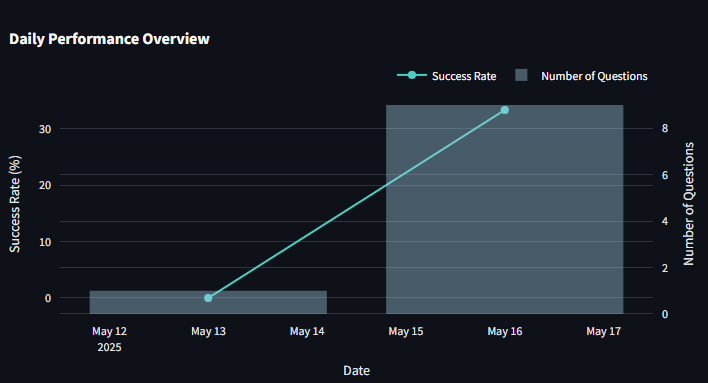 Daily Performance Overview
Success Rate
Number of Questions
Success Rate (%)
30
20
10
0
8
6
4
2
0
Number of Questions
May 12
2025
May 13
May 14
May 15
May 16
May 17
Date